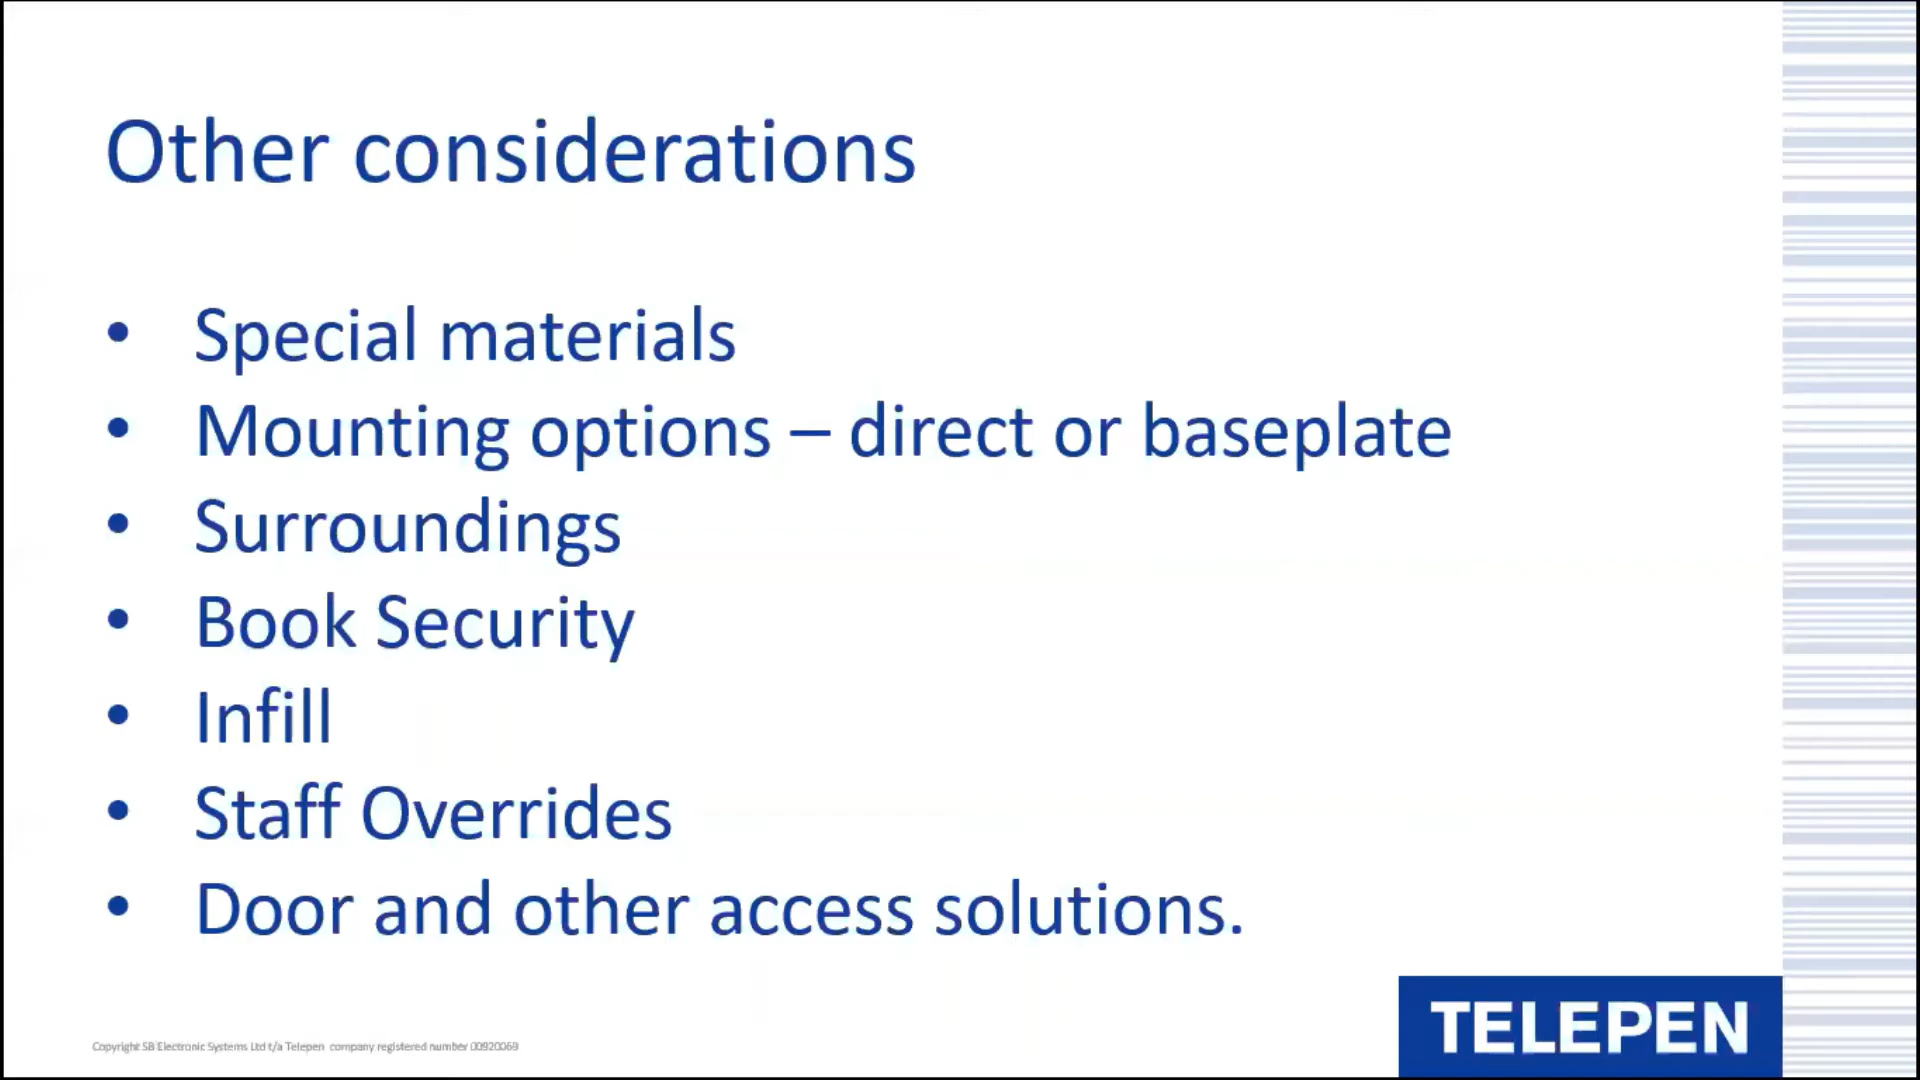 Other considerations
• Special materials
• Mounting options – direct or baseplate
• Surroundings
• Book Security
• Infill
• Staff Overrides
• Door and other access solutions.
TELEPEN
Copyright SB Electronic Systems Ltd t/a Telepen company registered number 00920069